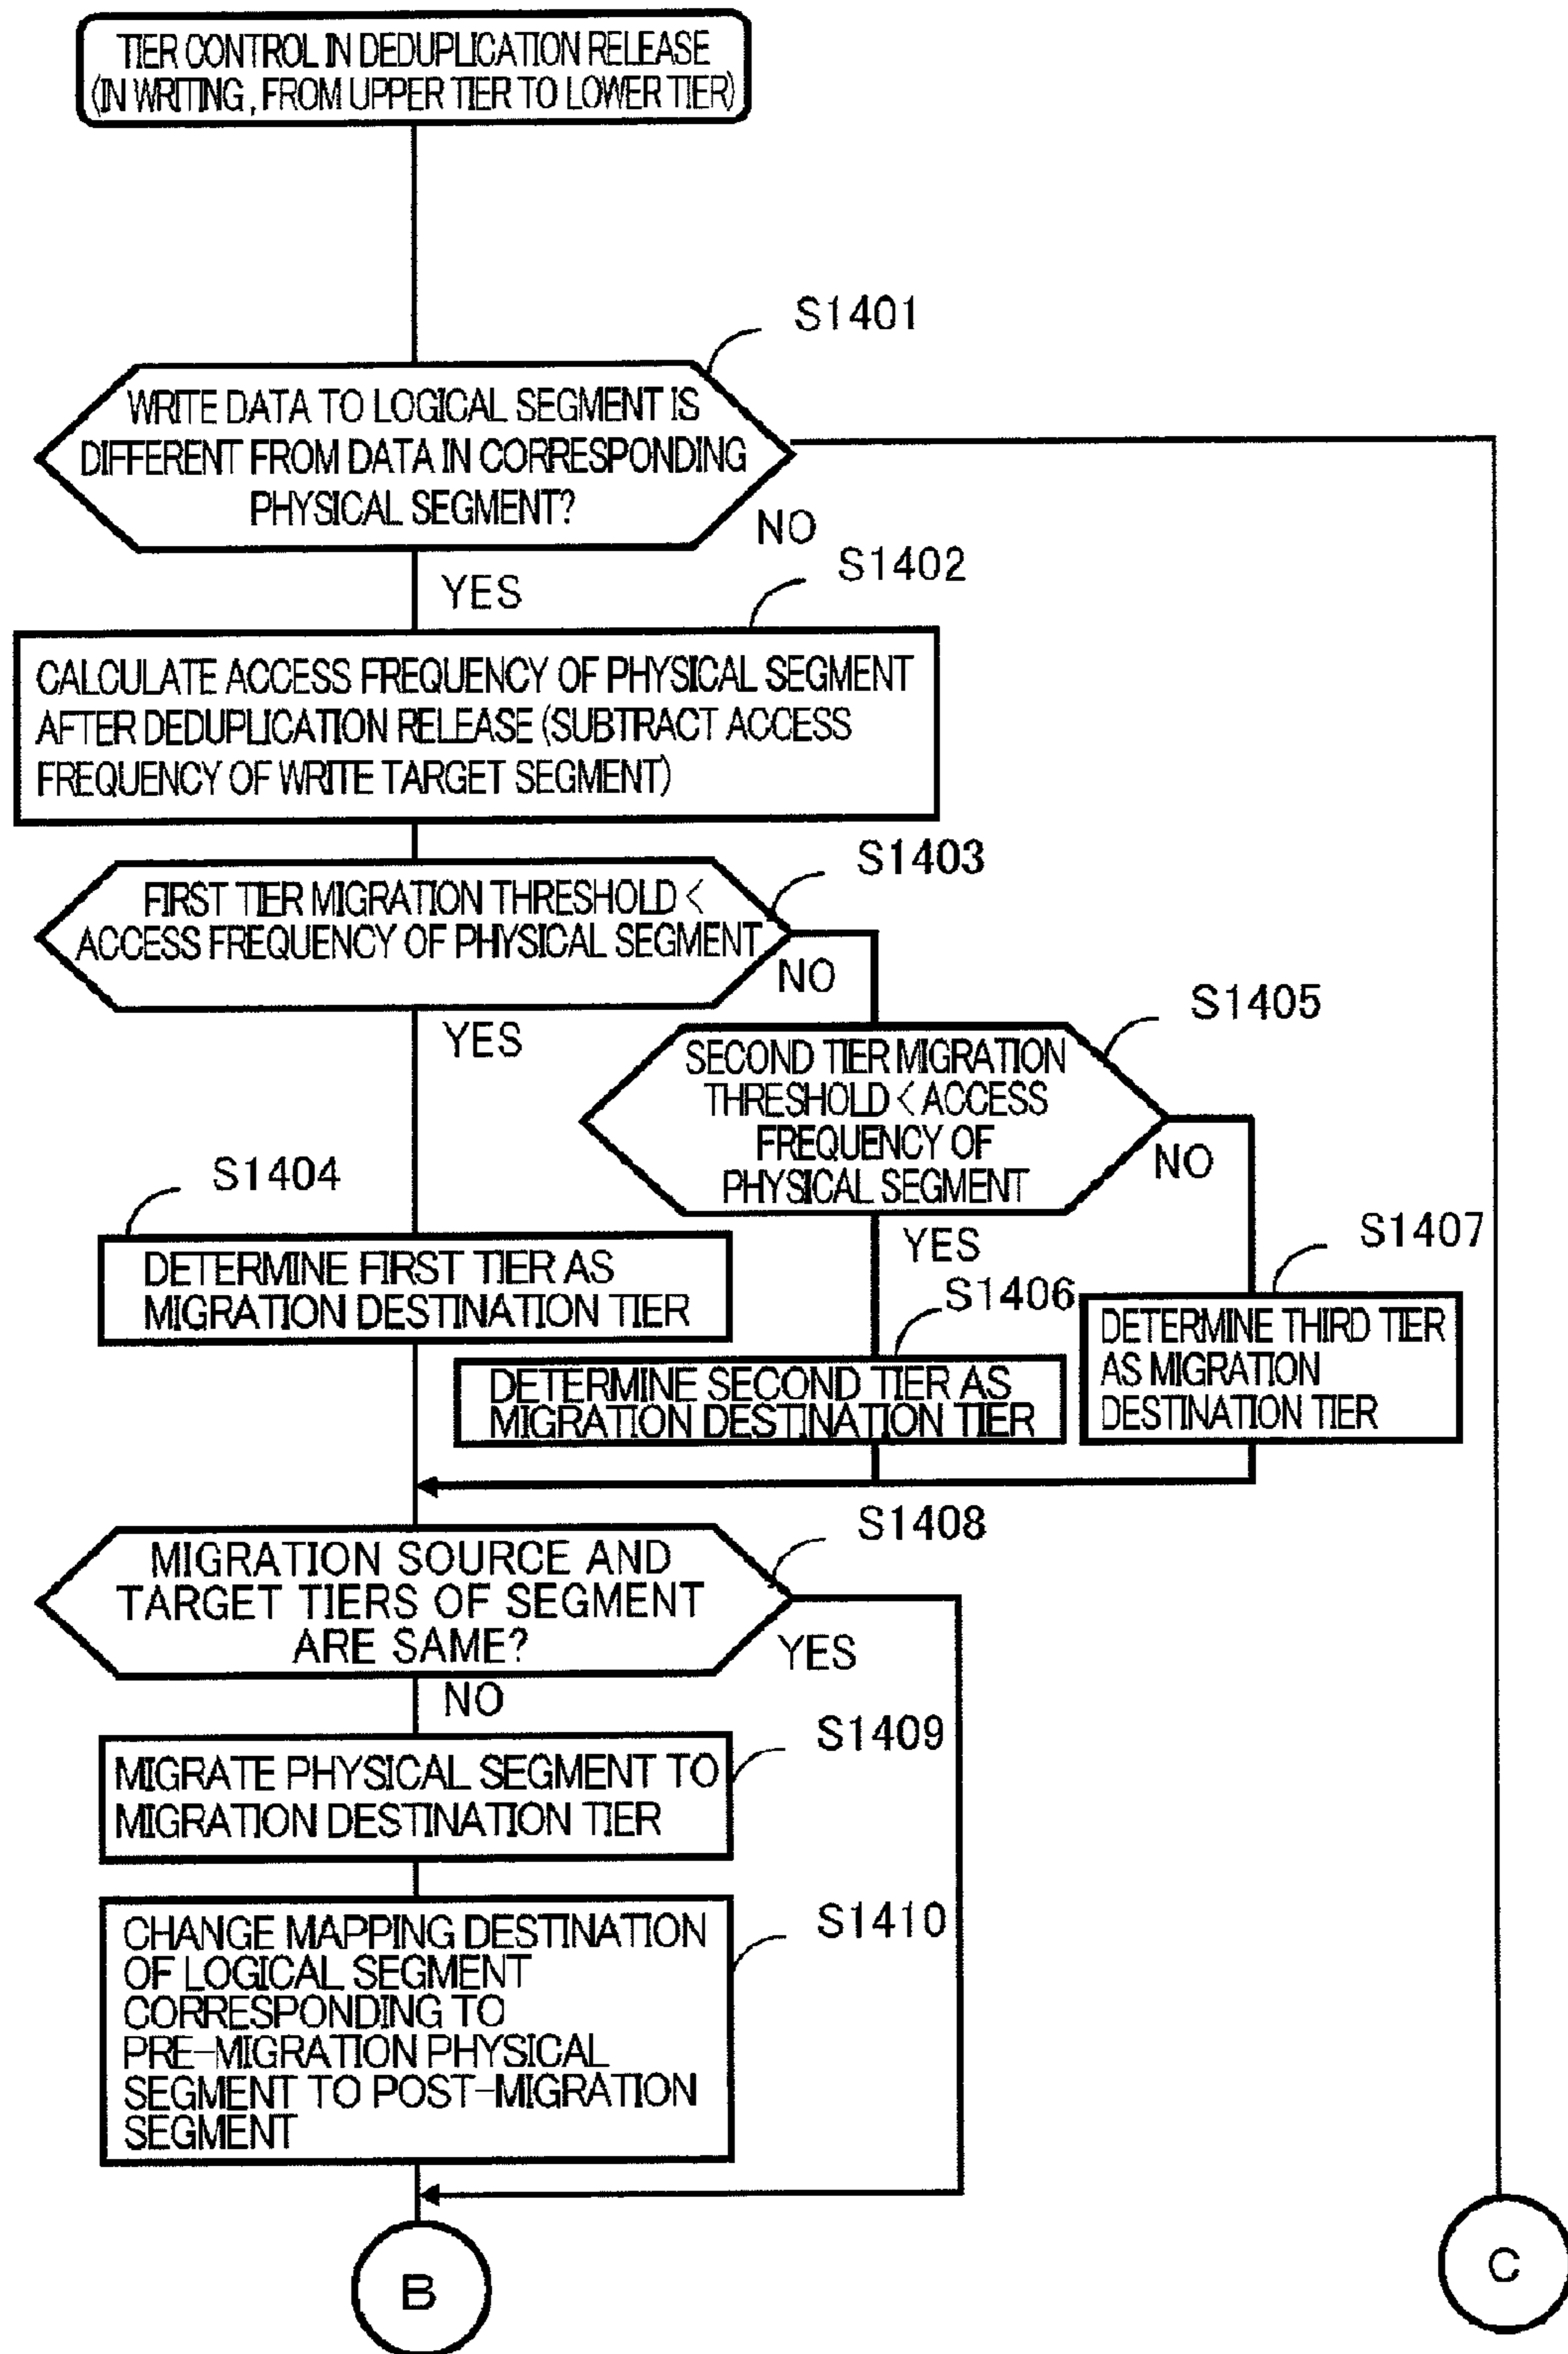 TIER CONTROL IN DEDUPLICATION RELEASE
(IN WRITING, FROM UPPER TIER TO LOWER TIER)
S1401
WRITE DATA TO LOGICAL SEGMENT IS
DIFFERENT FROM DATA IN CORRESPONDING
PHYSICAL SEGMENT?
NO
YES
S1402
CALCULATE ACCESS FREQUENCY OF PHYSICAL SEGMENT
AFTER DEDUPLICATION RELEASE (SUBTRACT ACCESS
FREQUENCY OF WRITE TARGET SEGMENT)
S1403
FIRST TIER MIGRATION THRESHOLD <
ACCESS FREQUENCY OF PHYSICAL SEGMENT
NO
YES
S1405
SECOND TIER MIGRATION
THRESHOLD < ACCESS
FREQUENCY OF
PHYSICAL SEGMENT
NO
YES
S1404
DETERMINE FIRST TIER AS
MIGRATION DESTINATION TIER
S1406
DETERMINE SECOND TIER AS
MIGRATION DESTINATION TIER
S1407
DETERMINE THIRD TIER
AS MIGRATION
DESTINATION TIER
S1408
MIGRATION SOURCE AND
TARGET TIERS OF SEGMENT
ARE SAME?
YES
NO
S1409
MIGRATE PHYSICAL SEGMENT TO
MIGRATION DESTINATION TIER
S1410
CHANGE MAPPING DESTINATION
OF LOGICAL SEGMENT
CORRESPONDING TO
PRE-MIGRATION PHYSICAL
SEGMENT TO POST-MIGRATION
SEGMENT
B
C